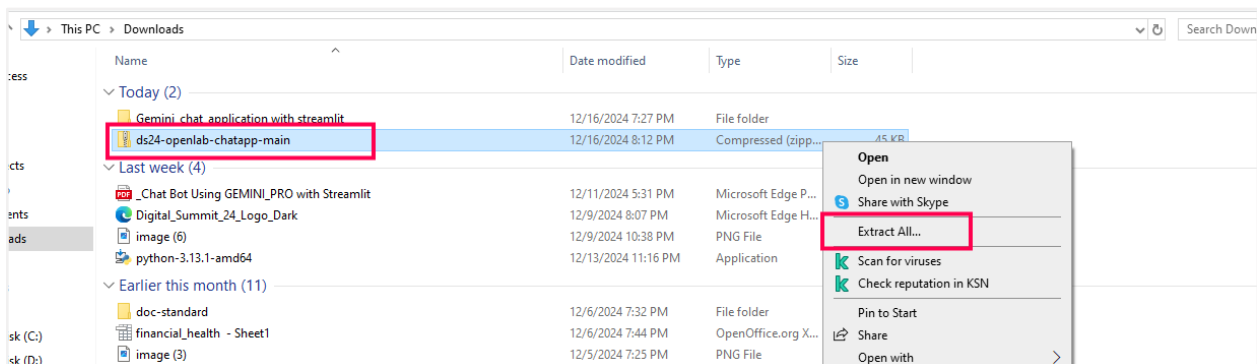 This PC > Downloads
Search Down
Name Date modified Type Size
cess
Today (2)
Gemini_chat_application with streamlit 12/16/2024 7:27 PM File folder
ds24-openlab-chatapp-main 12/16/2024 8:12 PM Compressed (zipp... 45 KB
Open
cts
Last week (4)
Open in new window
_Chat Bot Using GEMINI_PRO with Streamlit 12/11/2024 5:31 PM Microsoft Edge P...
Share with Skype
ents
Digital_Summit_24_Logo_Dark 12/9/2024 8:07 PM Microsoft Edge H...
ads
image (6) 12/9/2024 10:38 PM PNG File
Extract All...
python-3.13.1-amd64 12/13/2024 11:16 PM Application
Scan for viruses
Earlier this month (11)
Check reputation in KSN
doc-standard 12/6/2024 7:32 PM File folder
Pin to Start
sk (C:)
financial_health - Sheet1 12/6/2024 7:44 PM OpenOffice.org X...
Share
sk (D:)
image (3) 12/5/2024 7:25 PM PNG File
Open with